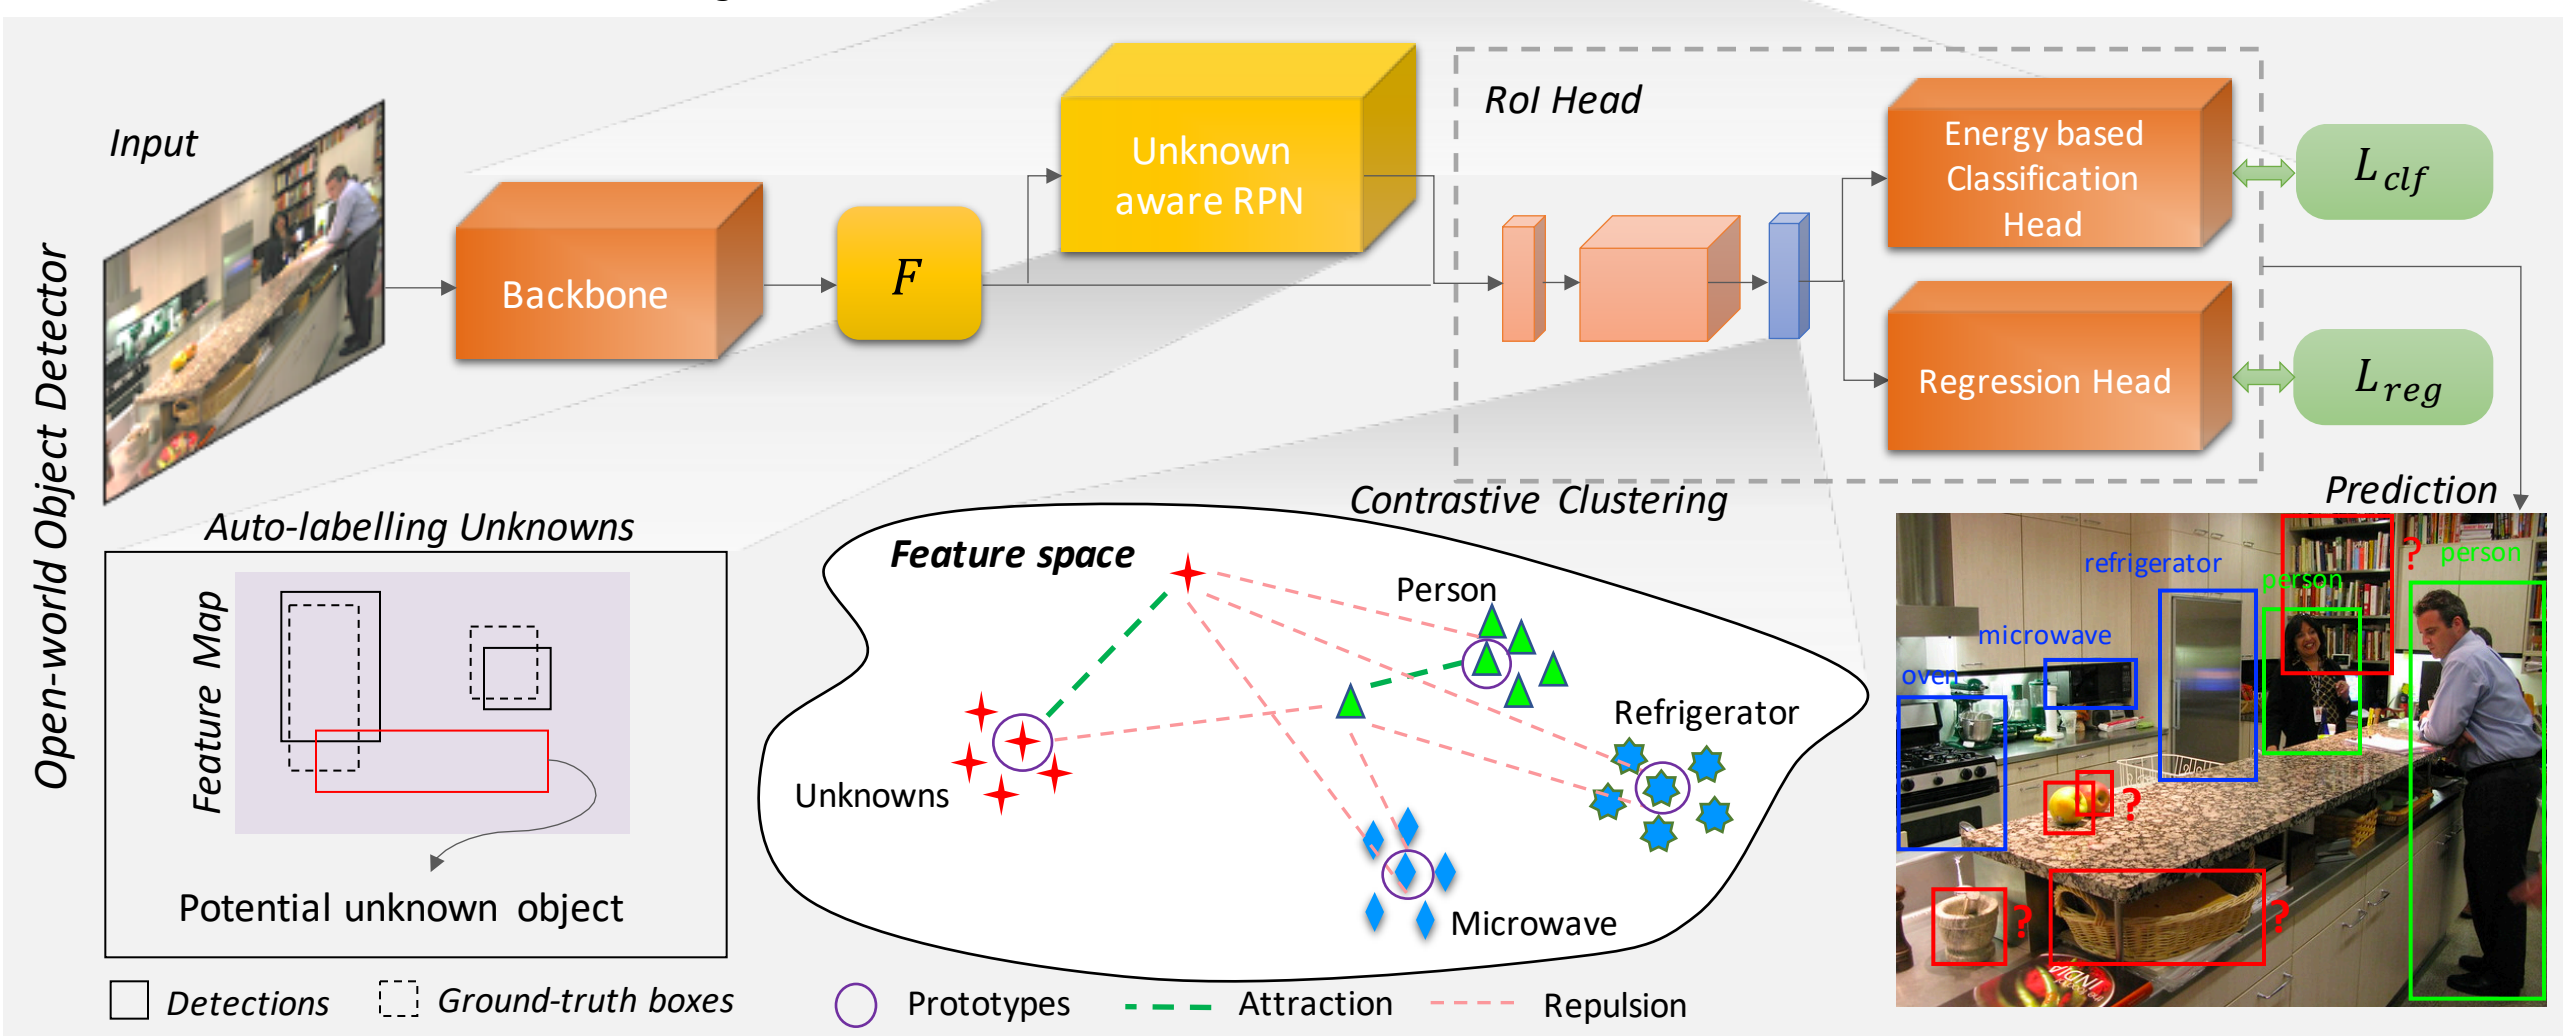 Open-world Object Detector
Input
Backbone
F
Unknown
aware RPN
RoI Head
Energy based
Classification
Head
Regression Head
L_clf
L_reg
Auto-labelling Unknowns
Feature Map
Potential unknown object
Detections
Ground-truth boxes
Contrastive Clustering
Feature space
Person
Refrigerator
Unknowns
Microwave
Prototypes
Attraction
Repulsion
Prediction
refrigerator
person
?
person
microwave
oven
?
?
?